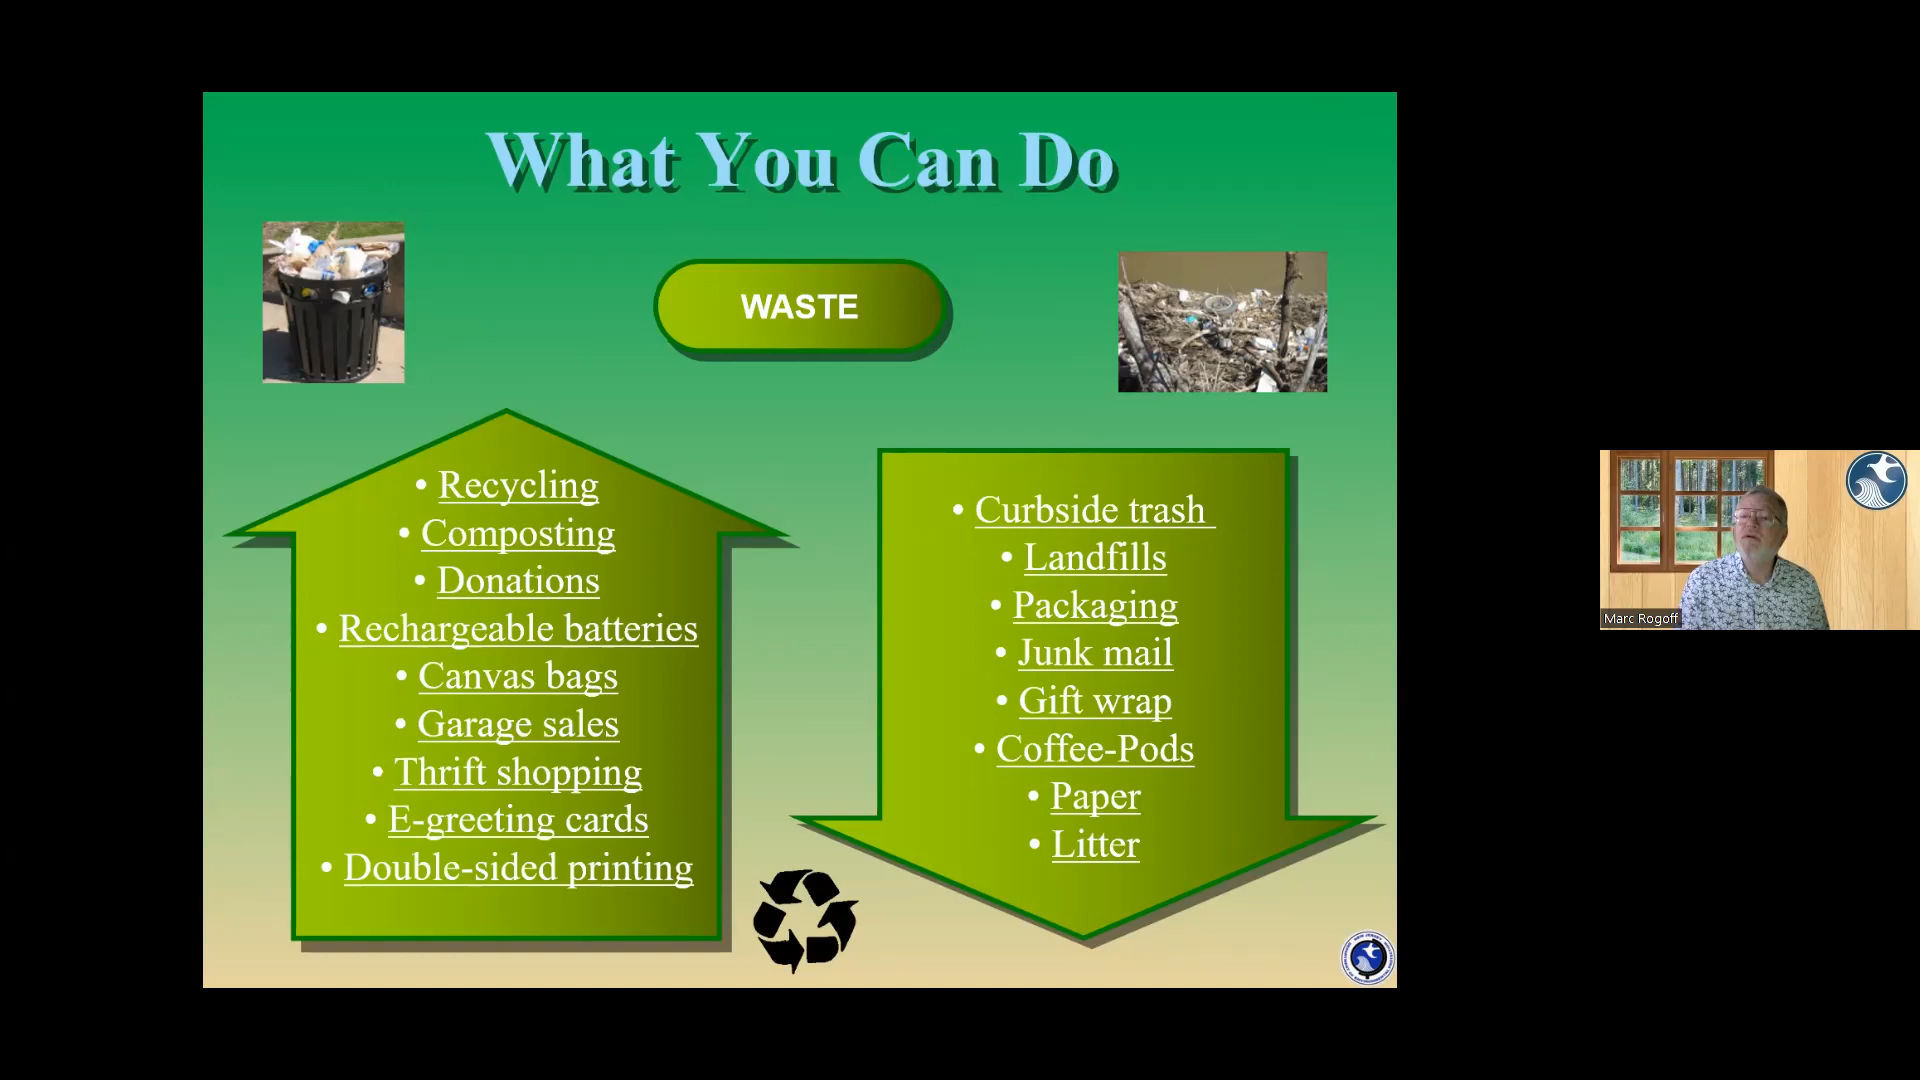 What You Can Do
WASTE
• Recycling
• Composting
• Donations
• Rechargeable batteries
• Canvas bags
• Garage sales
• Thrift shopping
• E-greeting cards
• Double-sided printing
• Curbside trash
• Landfills
• Packaging
• Junk mail
• Gift wrap
• Coffee-Pods
• Paper
• Litter
Marc Rogoff